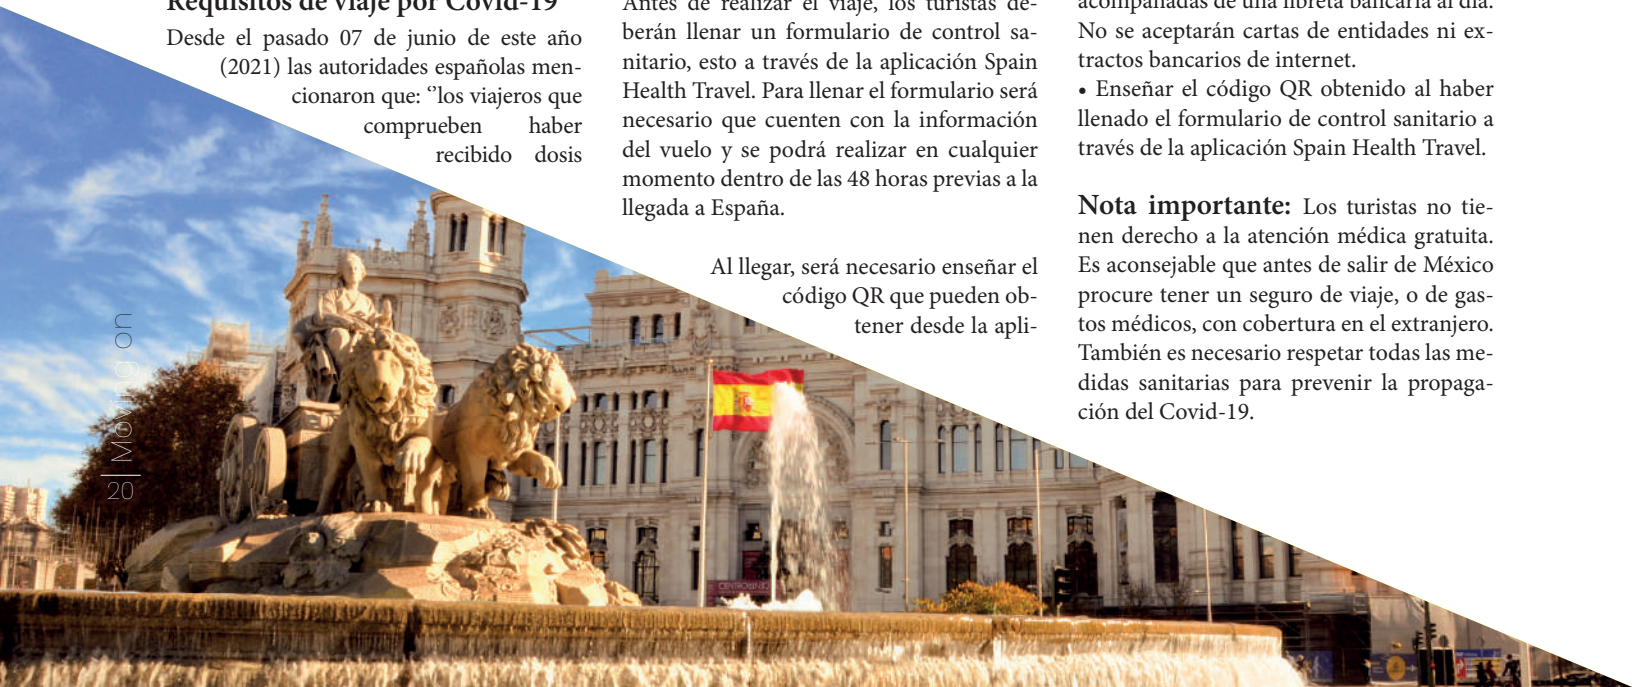 Requisitos de viaje por Covid-19
Desde el pasado 07 de junio de este año
(2021) las autoridades españolas men-
cionaron que: “los viajeros que
comprueben haber
recibido dosis
Antes de realizar el viaje, los turistas de-
berán llenar un formulario de control sa-
nitario, esto a través de la aplicación Spain
Health Travel. Para llenar el formulario será
necesario que cuenten con la información
del vuelo y se podrá realizar en cualquier
momento dentro de las 48 horas previas a la
llegada a España.
Al llegar, será necesario enseñar el
código QR que pueden ob-
tener desde la apli-
acompañadas de una libreta bancaria al día.
No se aceptarán cartas de entidades ni ex-
tractos bancarios de internet.
• Enseñar el código QR obtenido al haber
llenado el formulario de control sanitario a
través de la aplicación Spain Health Travel.
Nota importante: Los turistas no tie-
nen derecho a la atención médica gratuita.
Es aconsejable que antes de salir de México
procure tener un seguro de viaje, o de gas-
tos médicos, con cobertura en el extranjero.
También es necesario respetar todas las me-
didas sanitarias para prevenir la propaga-
ción del Covid-19.
20 | Moving on